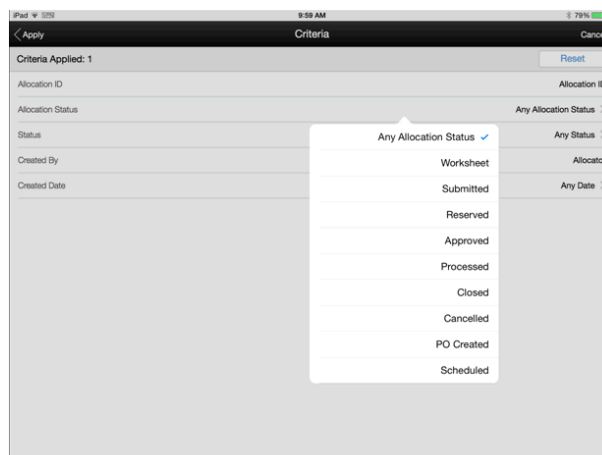 iPad
9:59 AM
79%
Apply
Criteria
Criteria Applied: 1
Reset
Allocation ID
Allocation
Allocation Status
Any Allocation Status
Status
Any Status
Created By
Created Date
Any Date
Any Allocation Status
Worksheet
Submitted
Reserved
Approved
Processed
Closed
Cancelled
PO Created
Scheduled